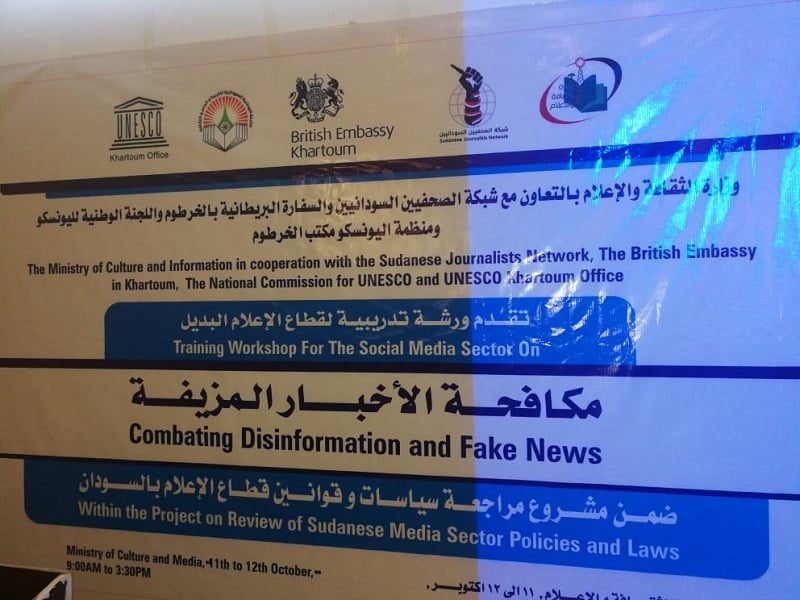 UNESCO
Khartoum Office
British Embassy
Khartoum
شبكة الصحفيين السودانيين
Sudanese Journalists Network
وزارة الثقافة والإعلام بالتعاون مع شبكة الصحفيين السودانيين والسفارة البريطانية بالخرطوم واللجنة الوطنية لليونسكو
ومنظمة اليونسكو مكتب الخرطوم
The Ministry of Culture and Information in cooperation with the Sudanese Journalists Network, The British Embassy
in Khartoum, The National Commission for UNESCO and UNESCO Khartoum Office
تقدم ورشة تدريبية لقطاع الإعلام البديل
Training Workshop For The Social Media Sector On
مكافحة الأخبار المزيفة
Combating Disinformation and Fake News
ضمن مشروع مراجعة سياسات و قوانين قطاع الإعلام بالسودان
Within the Project on Review of Sudanese Media Sector Policies and Laws
Ministry of Culture and Media, 11th to 12th October,
9:00AM to 3:30PM
والإعلام, ١١ الى ١٢ اكتوبر,